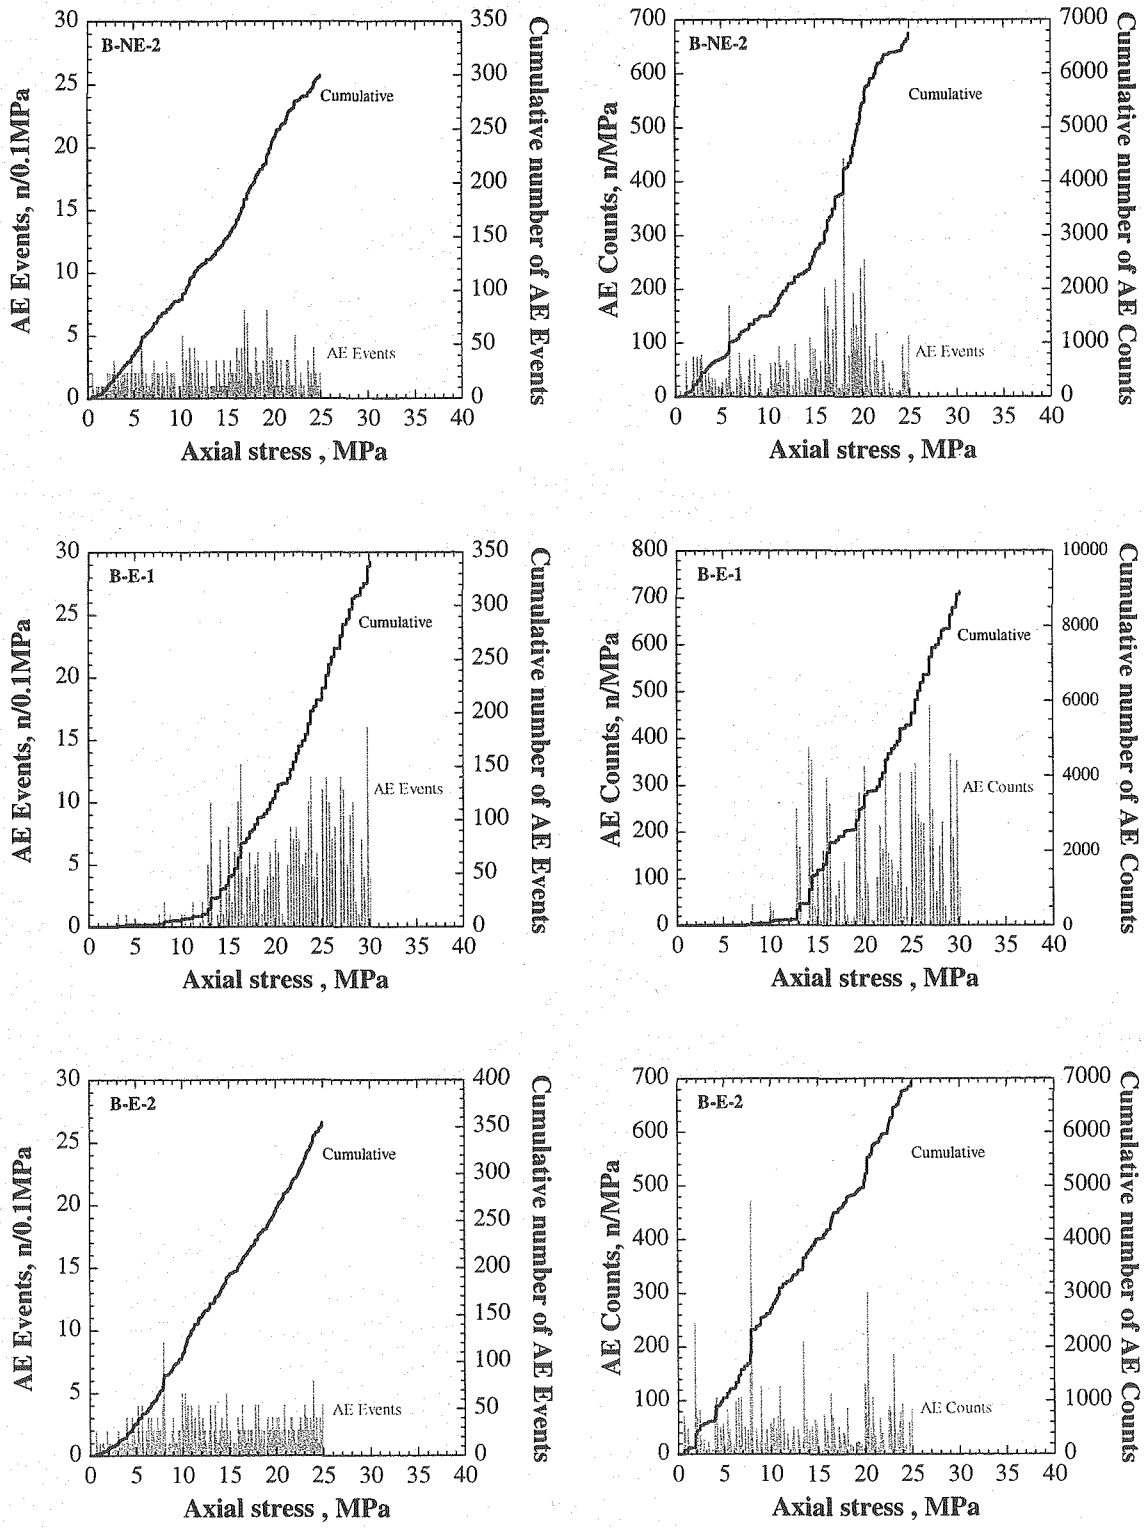 B-NE-2
Cumulative
AE Events
AE Events, n/0.1MPa
0
5
10
15
20
25
30
Cumulative number of AE Events
0
50
100
150
200
250
300
350
0 5 10 15 20 25 30 35 40
Axial stress , MPa
B-NE-2
Cumulative
AE Events
AE Counts, n/MPa
0
100
200
300
400
500
600
700
Cumulative number of AE Counts
0
1000
2000
3000
4000
5000
6000
7000
0 5 10 15 20 25 30 35 40
Axial stress , MPa
B-E-1
Cumulative
AE Events
AE Events, n/0.1MPa
0
5
10
15
20
25
30
Cumulative number of AE Events
0
50
100
150
200
250
300
350
0 5 10 15 20 25 30 35 40
Axial stress , MPa
B-E-1
Cumulative
AE Counts
AE Counts, n/MPa
0
100
200
300
400
500
600
700
800
Cumulative number of AE Counts
0
2000
4000
6000
8000
10000
0 5 10 15 20 25 30 35 40
Axial stress , MPa
B-E-2
Cumulative
AE Events
AE Events, n/0.1MPa
0
5
10
15
20
25
30
Cumulative number of AE Events
0
50
100
150
200
250
300
350
400
0 5 10 15 20 25 30 35 40
Axial stress , MPa
B-E-2
Cumulative
AE Counts
AE Counts, n/MPa
0
100
200
300
400
500
600
700
Cumulative number of AE Counts
0
1000
2000
3000
4000
5000
6000
7000
0 5 10 15 20 25 30 35 40
Axial stress , MPa